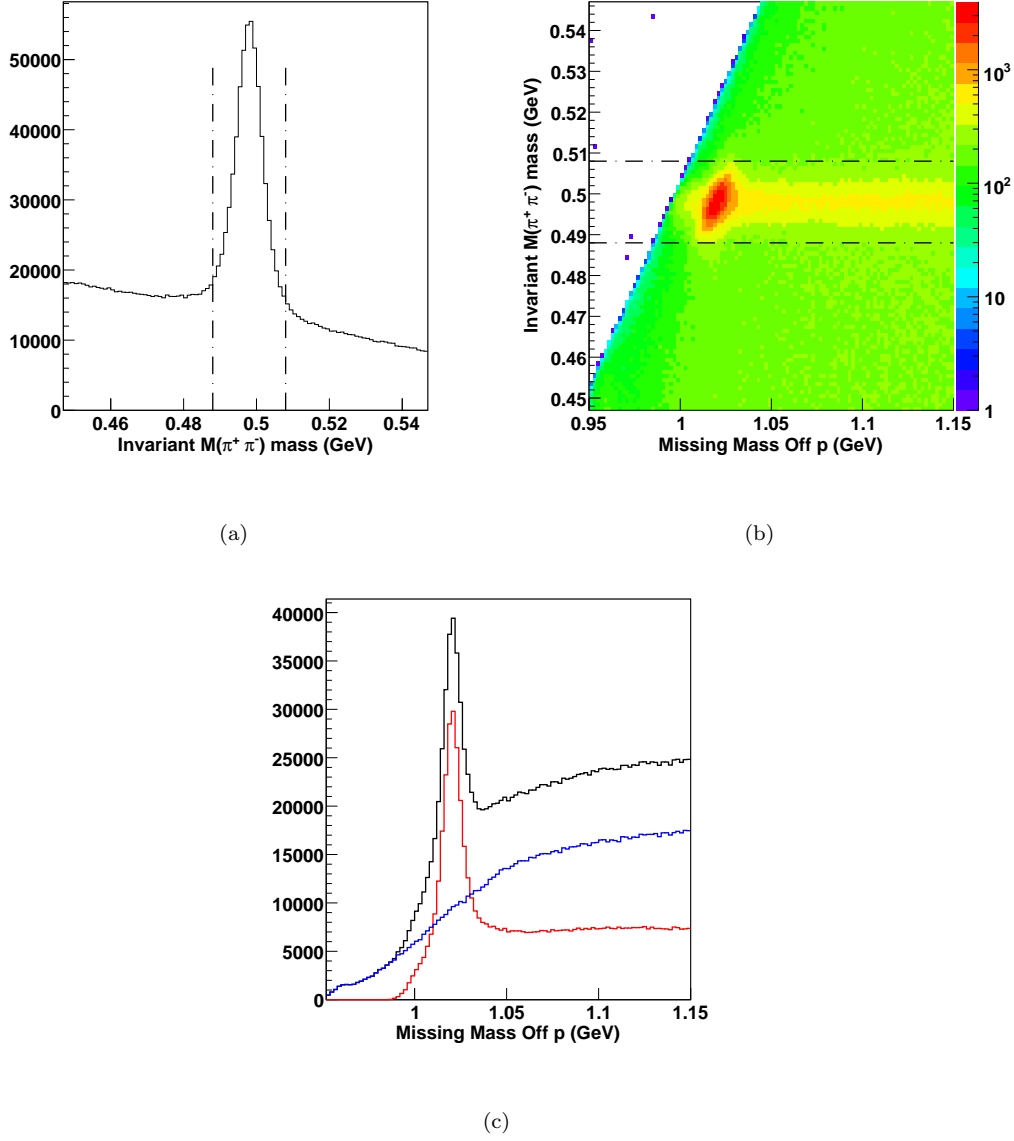 50000
40000
30000
20000
10000
0
0.46 0.48 0.5 0.52 0.54
Invariant M(π⁺ π⁻) mass (GeV)
(a)
Invariant M(π⁺ π⁻) mass (GeV)
0.54
0.53
0.52
0.51
0.5
0.49
0.48
0.47
0.46
0.45
0.95 1 1.05 1.1 1.15
Missing Mass Off p (GeV)
10³
10²
10
1
(b)
40000
35000
30000
25000
20000
15000
10000
5000
0
1 1.05 1.1 1.15
Missing Mass Off p (GeV)
(c)